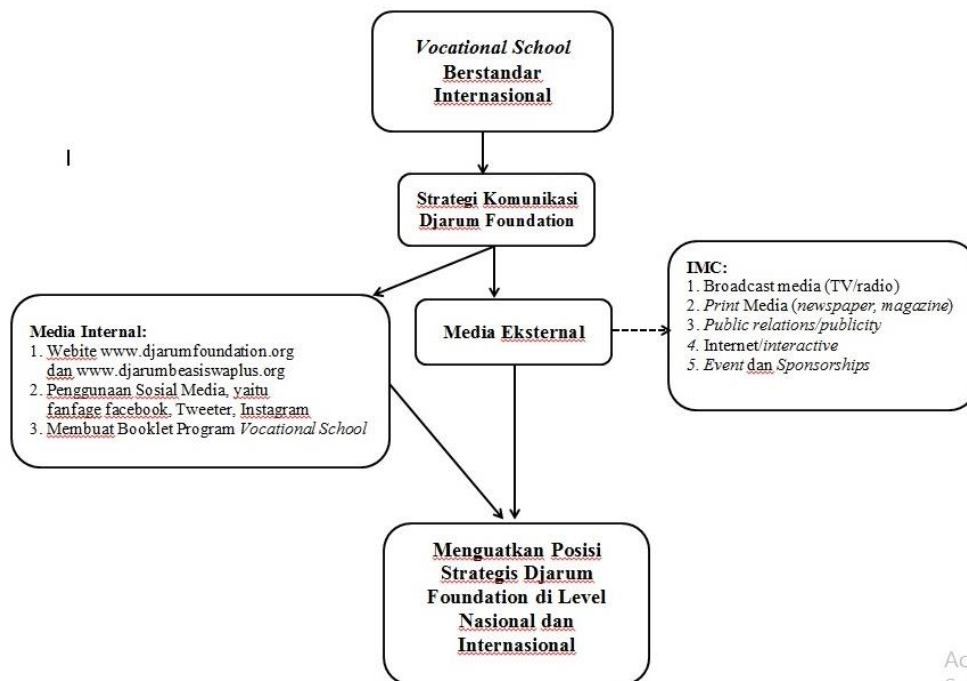 Vocational School
Berstandar
Internasional
Strategi Komunikasi
Djarum Foundation
IMC:
1. Broadcast media (TV/radio)
2. Print Media (newspaper, magazine)
3. Public relations/publicity
4. Internet/interactive
5. Event dan Sponsorships
Media Eksternal
Media Internal:
1. Webite www.djarumfoundation.org
dan www.djarumbeasiswaplus.org
2. Penggunaan Sosial Media, yaitu
fanfage facebook, Tweeter, Instagram
3. Membuat Booklet Program Vocational School
Menguatkan Posisi
Strategis Djarum
Foundation di Level
Nasional dan
Internasional